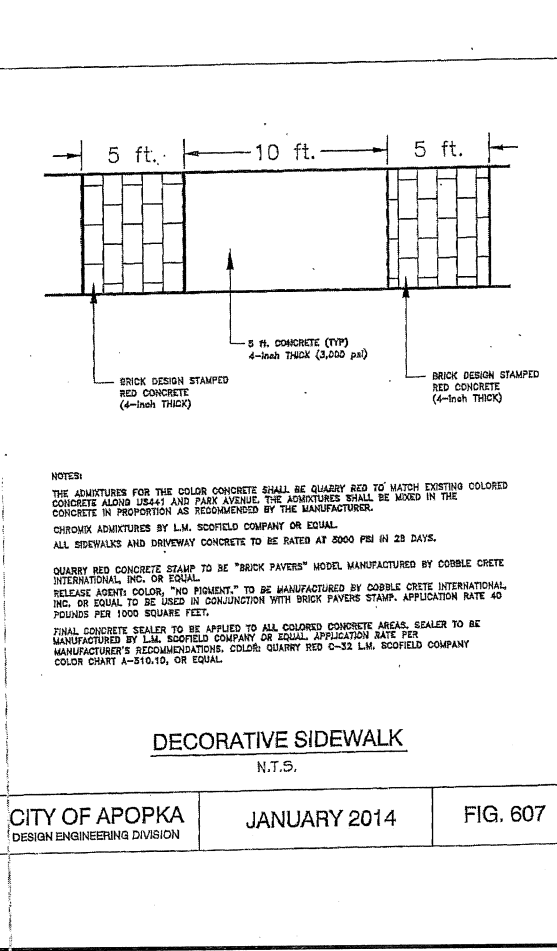 5 ft. 10 ft. 5 ft.
5 ft. CONCRETE (TYP)
4-inch THICK (3,000 psi)
BRICK DESIGN STAMPED
RED CONCRETE
(4-inch THICK)
BRICK DESIGN STAMPED
RED CONCRETE
(4-inch THICK)
NOTES:
THE ADMIXTURES FOR THE COLOR CONCRETE SHALL BE QUARRY RED TO MATCH EXISTING COLORED
CONCRETE ALONG US441 AND PARK AVENUE. THE ADMIXTURES SHALL BE MIXED IN THE
CONCRETE IN PROPORTION AS RECOMMENDED BY THE MANUFACTURER.
CHROMIX ADMIXTURES BY L.M. SCOFIELD COMPANY OR EQUAL
ALL SIDEWALKS AND DRIVEWAY CONCRETE TO BE RATED AT 3000 PSI IN 28 DAYS.
QUARRY RED CONCRETE STAMP TO BE "BRICK PAVERS" MODEL MANUFACTURED BY COBBLE CRETE
INTERNATIONAL, INC. OR EQUAL
RELEASE AGENT: COLOR, "NO PIGMENT." TO BE MANUFACTURED BY COBBLE CRETE INTERNATIONAL,
INC. OR EQUAL TO BE USED IN CONJUNCTION WITH BRICK PAVERS STAMP. APPLICATION RATE 40
POUNDS PER 1000 SQUARE FEET.
FINAL CONCRETE SEALER TO BE APPLIED TO ALL COLORED CONCRETE AREAS. SEALER TO BE
MANUFACTURED BY L.M. SCOFIELD COMPANY OR EQUAL. APPLICATION RATE PER
MANUFACTURER'S RECOMMENDATIONS. COLOR: QUARRY RED C-32 L.M. SCOFIELD COMPANY
COLOR CHART A-310.10, OR EQUAL
DECORATIVE SIDEWALK
N.T.S.
CITY OF APOPKA
DESIGN ENGINEERING DIVISION
JANUARY 2014
FIG. 607